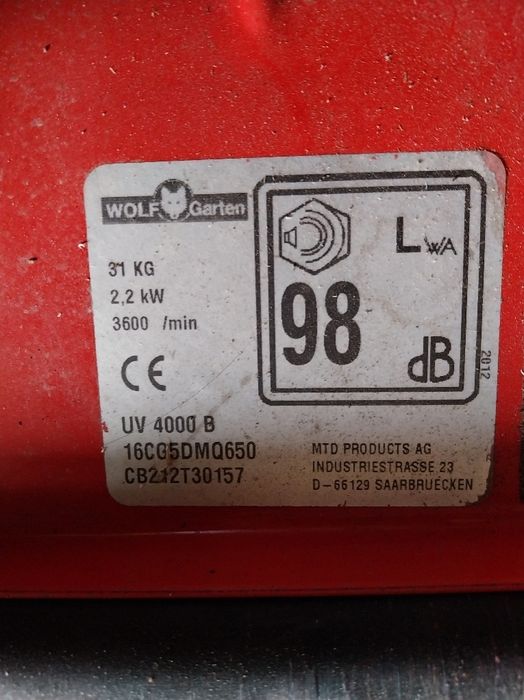 WOLF Garten
31 KG
2,2 kW
3600 /min
CE
UV 4000 B
16CG5DMQ650
CB212T30157
LWA
98
dB
2012
MTD PRODUCTS AG
INDUSTRIESTRASSE 23
D-66129 SAARBRUECKEN